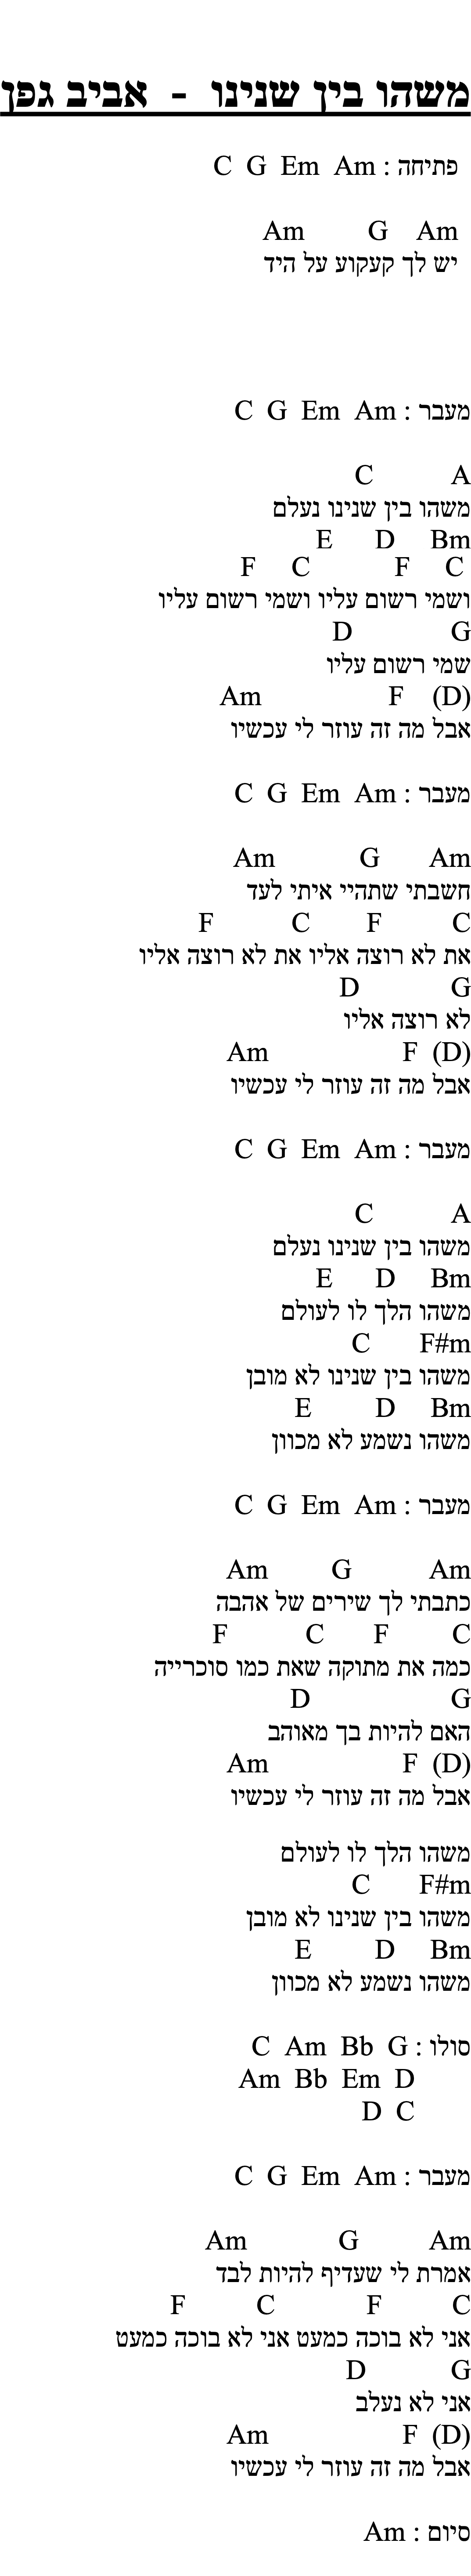 משהו בין שנינו - אביב גפן
פתיחה : C G Em Am
Am G Am
יש לך קעקוע על היד
מעבר : C G Em Am
C A
משהו בין שנינו נעלם
E D Bm
F C F C
ושמי רשום עליו ושמי רשום עליו
D G
שמי רשום עליו
Am F (D)
אבל מה זה עוזר לי עכשיו
מעבר : C G Em Am
Am G Am
חשבתי שתהיי איתי לעד
F C F C
את לא רוצה אליו את לא רוצה אליו
D G
לא רוצה אליו
Am F (D)
אבל מה זה עוזר לי עכשיו
מעבר : C G Em Am
C A
משהו בין שנינו נעלם
E D Bm
משהו הלך לו לעולם
C F#m
משהו בין שנינו לא מובן
E D Bm
משהו נשמע לא מכוון
מעבר : C G Em Am
Am G Am
כתבתי לך שירים של אהבה
F C F C
כמה את מתוקה שאת כמו סוכרייה
D G
האם להיות בך מאוהב
Am F (D)
אבל מה זה עוזר לי עכשיו
משהו הלך לו לעולם
C F#m
משהו בין שנינו לא מובן
E D Bm
משהו נשמע לא מכוון
סולו : C Am Bb G
Am Bb Em D
D C
מעבר : C G Em Am
Am G Am
אמרת לי שעדיף להיות לבד
F C F C
אני לא בוכה כמעט אני לא בוכה כמעט
D G
אני לא נעלב
Am F (D)
אבל מה זה עוזר לי עכשיו
סיום : Am